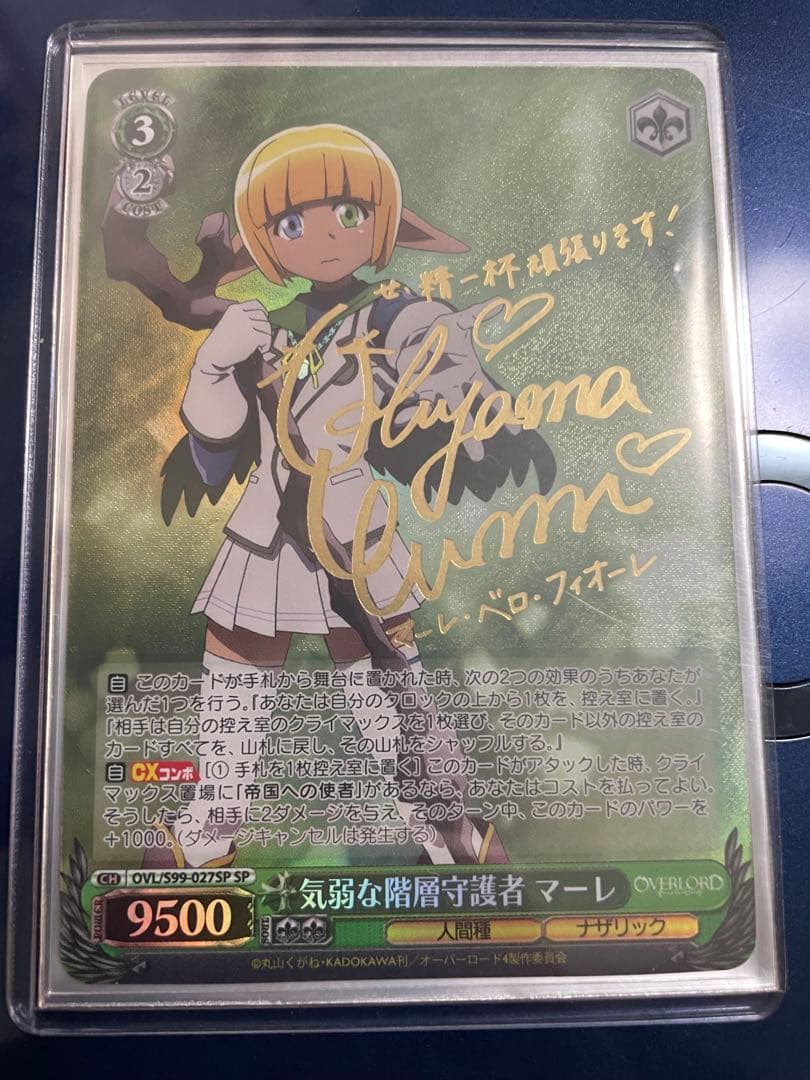 LEVEL
3
2
COST
せ、精一杯頑張ります!
Uchiyama
Yumi
マーレ・ベロ・フィオーレ
自 このカードが手札から舞台に置かれた時、次の2つの効果のうちあなたが
選んだ1つを行う。『あなたは自分のクロックの上から1枚を、控え室に置く。』
『相手は自分の控え室のクライマックスを1枚選び、そのカード以外の控え室の
カードすべてを、山札に戻し、その山札をシャッフルする。』
自 CXコンボ [① 手札を1枚控え室に置く] このカードがアタックした時、クライ
マックス置場に「帝国への使者」があるなら、あなたはコストを払ってよい。
そうしたら、相手に2ダメージを与え、そのターン中、このカードのパワーを
+1000。(ダメージキャンセルは発生する)
CH OVL/S99-027SP SP
気弱な階層守護者 マーレ
OVERLORD
POWER
9500
SOUL
人間種
ナザリック
©丸山くがね・KADOKAWA刊/オーバーロード4製作委員会